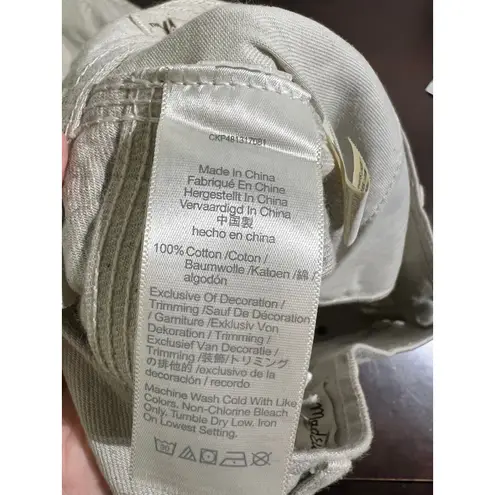 CKP481317081
Made in China
Fabriqué En China
Hergestellt In China
Vervaardigd In China
中国製
hecho en china
100% Cotton /Coton /
Baumwolle /Katoen /綿 /
algodón
Exclusive Of Decoration /
Trimming /Sauf De Décoration
/ Garniture /Exklusiv Von
Dekoration / Trimming /
Exclusief Van Decoratie /
Trimming /装飾/トリミング
の排他的 /exclusivo de la
decoración / recordo
Machine Wash Cold With Like
Colors. Non-Chlorine Bleach
Only. Tumble Dry Low. Iron
On Lowest Setting.